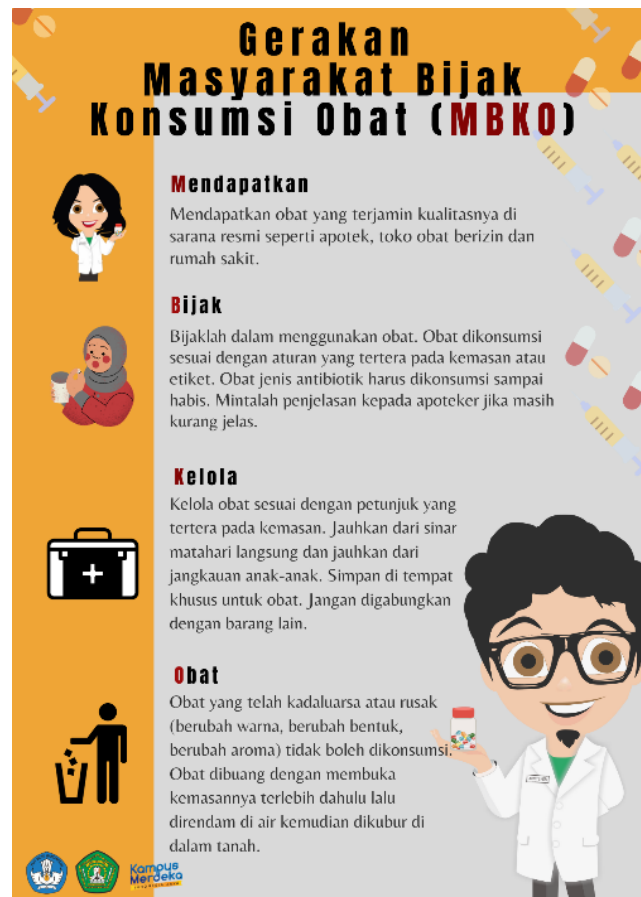 Gerakan
Masyarakat Bijak
Konsumsi Obat (MBKO)
Mendapatkan
Mendapatkan obat yang terjamin kualitasnya di
sarana resmi seperti apotek, toko obat berizin dan
rumah sakit.
Bijak
Bijaklah dalam menggunakan obat. Obat dikonsumsi
sesuai dengan aturan yang tertera pada kemasan atau
etiket. Obat jenis antibiotik harus dikonsumsi sampai
habis. Mintalah penjelasan kepada apoteker jika masih
kurang jelas.
Kelola
Kelola obat sesuai dengan petunjuk yang
tertera pada kemasan. Jauhkan dari sinar
matahari langsung dan jauhkan dari
jangkauan anak-anak. Simpan di tempat
khusus untuk obat. Jangan digabungkan
dengan barang lain.
Obat
Obat yang telah kadaluarsa atau rusak
(berubah warna, berubah bentuk,
berubah aroma) tidak boleh dikonsumsi.
Obat dibuang dengan membuka
kemasannya terlebih dahulu lalu
direndam di air kemudian dikubur di
dalam tanah.
Kampus
Merdeka